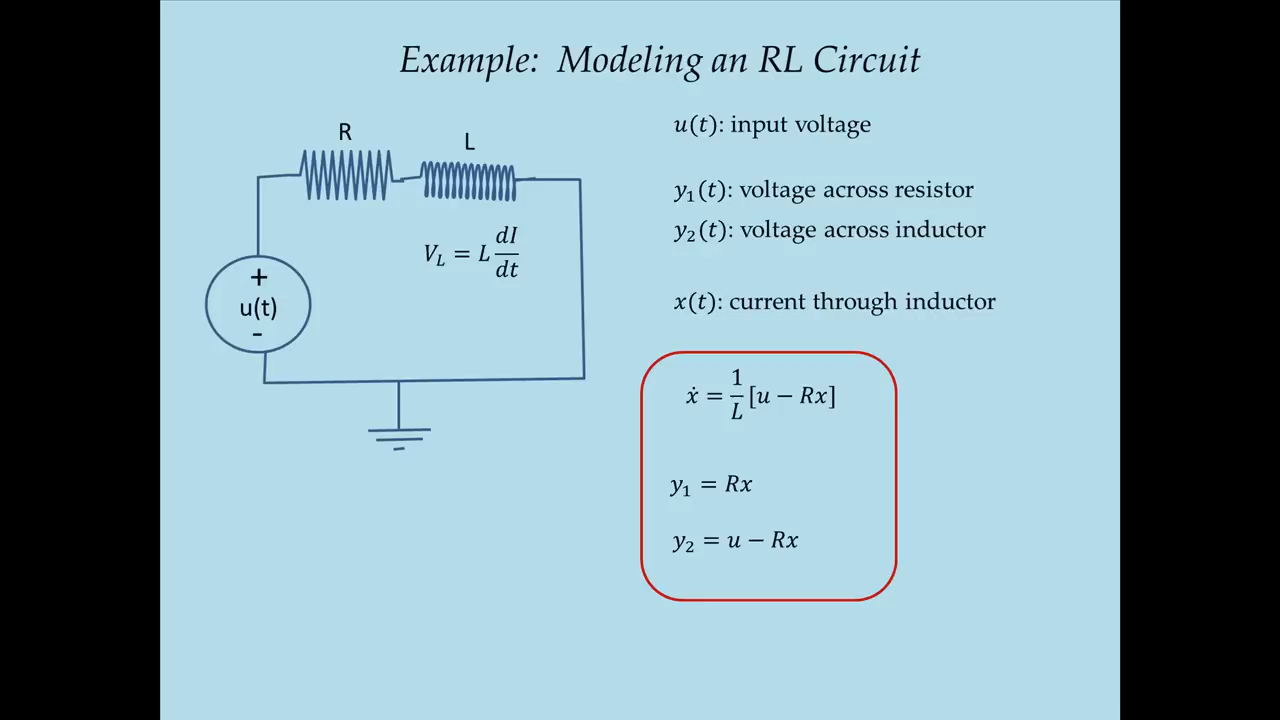 Example: Modeling an RL Circuit
R
L
V_L = L dI/dt
+
u(t)
-
u(t): input voltage
y₁(t): voltage across resistor
y₂(t): voltage across inductor
x(t): current through inductor
ẋ = 1/L [u − Rx]
y₁ = Rx
y₂ = u − Rx